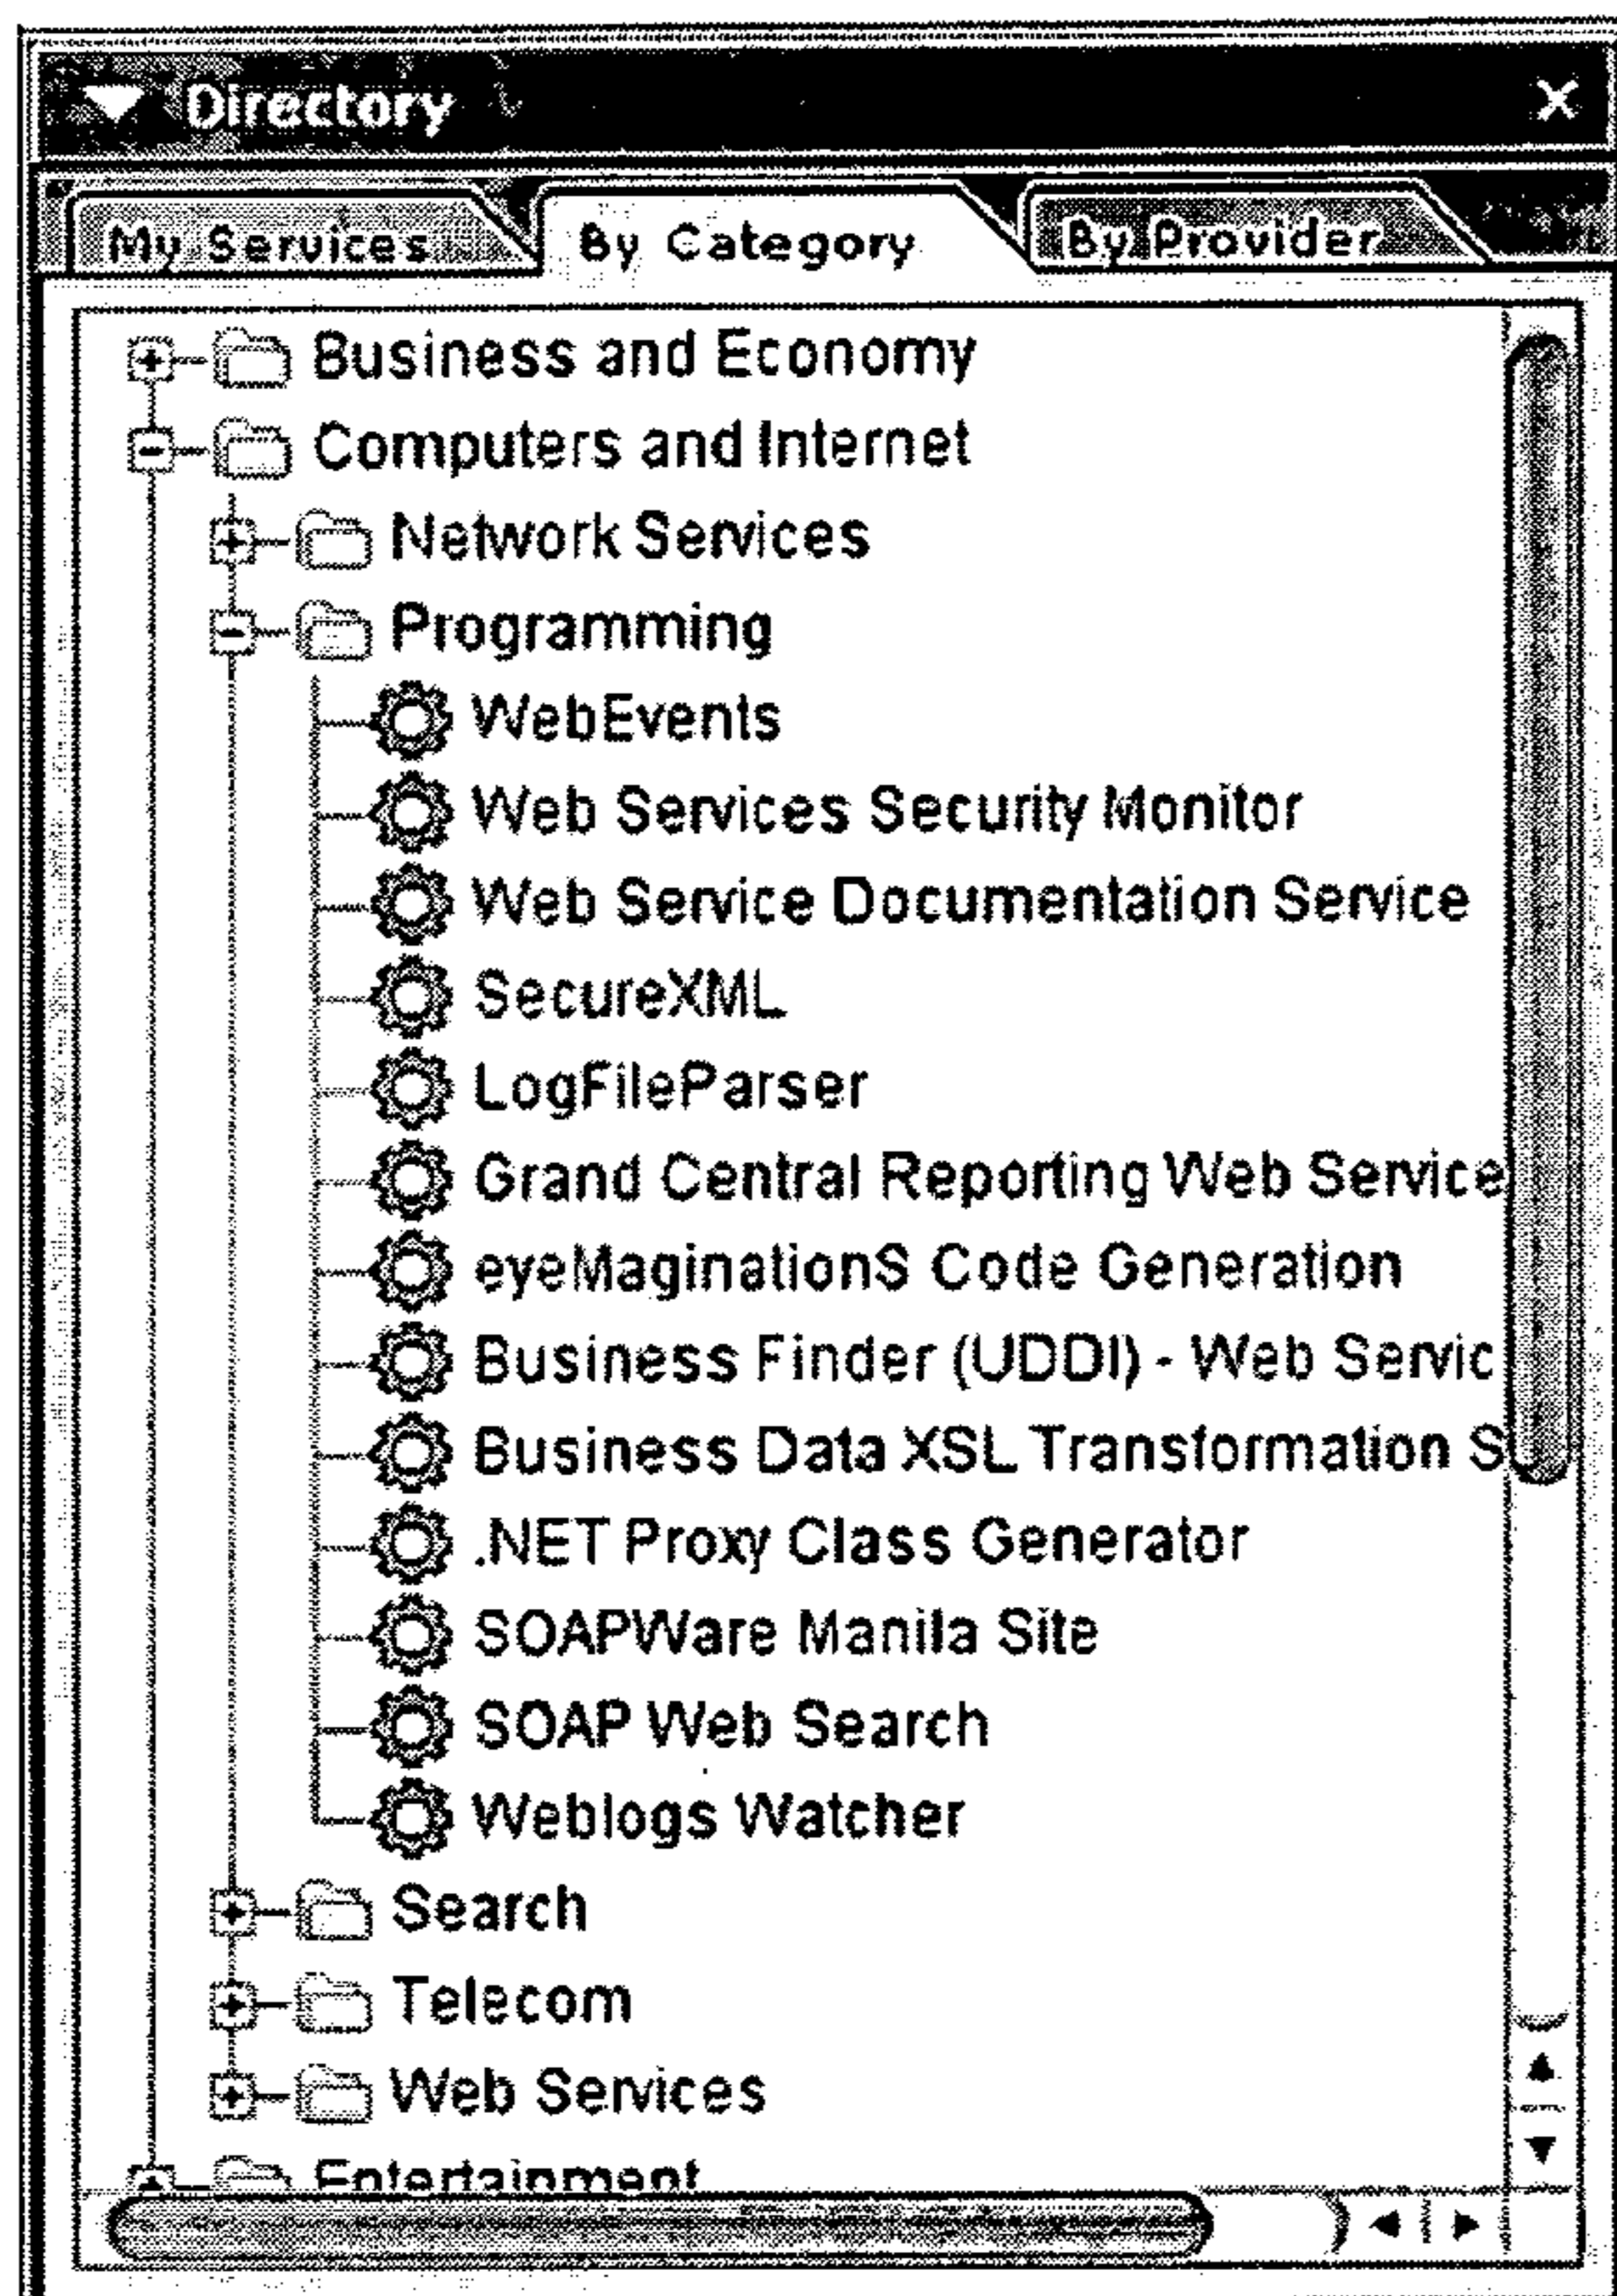 Directory
My Services By Category By Provider
Business and Economy
Computers and Internet
Network Services
Programming
WebEvents
Web Services Security Monitor
Web Service Documentation Service
SecureXML
LogFileParser
Grand Central Reporting Web Service
eyeMaginationS Code Generation
Business Finder (UDDI) - Web Servic
Business Data XSL Transformation S
.NET Proxy Class Generator
SOAPWare Manila Site
SOAP Web Search
Weblogs Watcher
Search
Telecom
Web Services
Entertainment